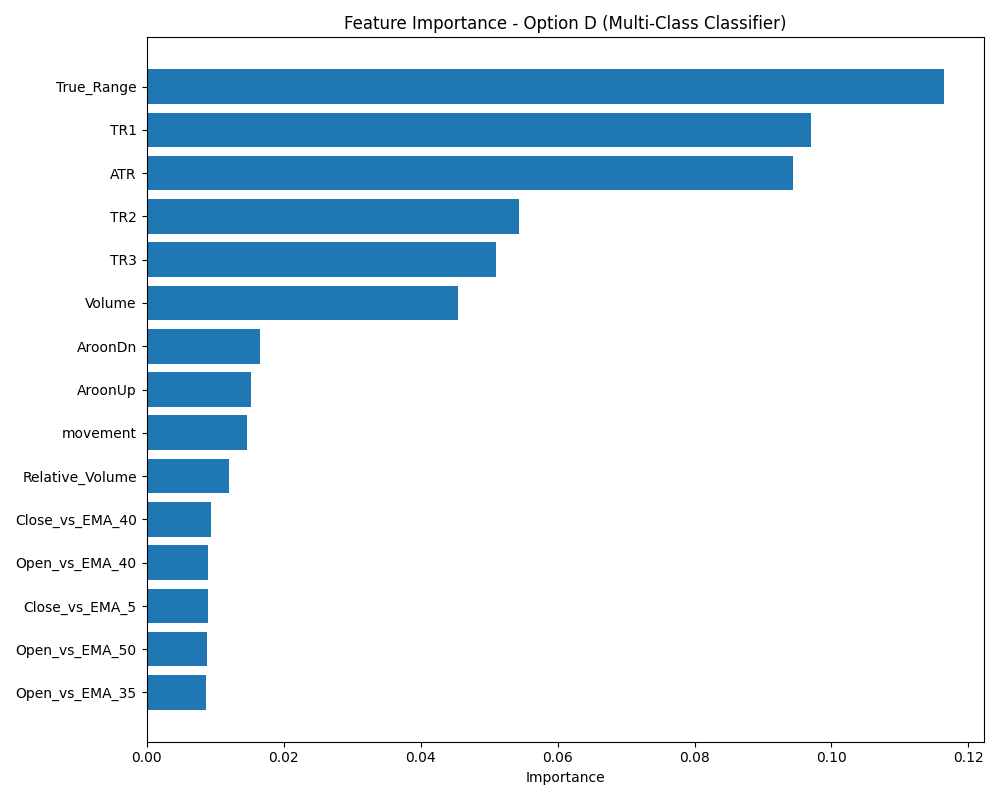 Feature Importance - Option D (Multi-Class Classifier)
True_Range
TR1
ATR
TR2
TR3
Volume
AroonDn
AroonUp
movement
Relative_Volume
Close_vs_EMA_40
Open_vs_EMA_40
Close_vs_EMA_5
Open_vs_EMA_50
Open_vs_EMA_35
0.00 0.02 0.04 0.06 0.08 0.10 0.12
Importance